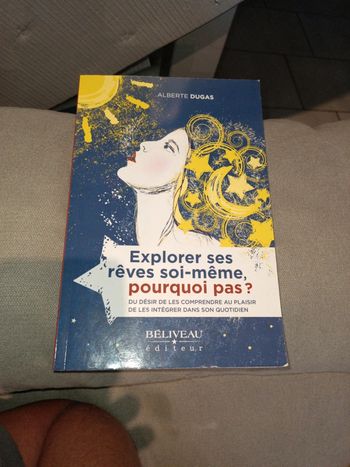 ALBERTE DUGAS
Explorer ses
rêves soi-même,
pourquoi pas?
DU DÉSIR DE LES COMPRENDRE AU PLAISIR
DE LES INTÉGRER DANS SON QUOTIDIEN
BÉLIVEAU
éditeur